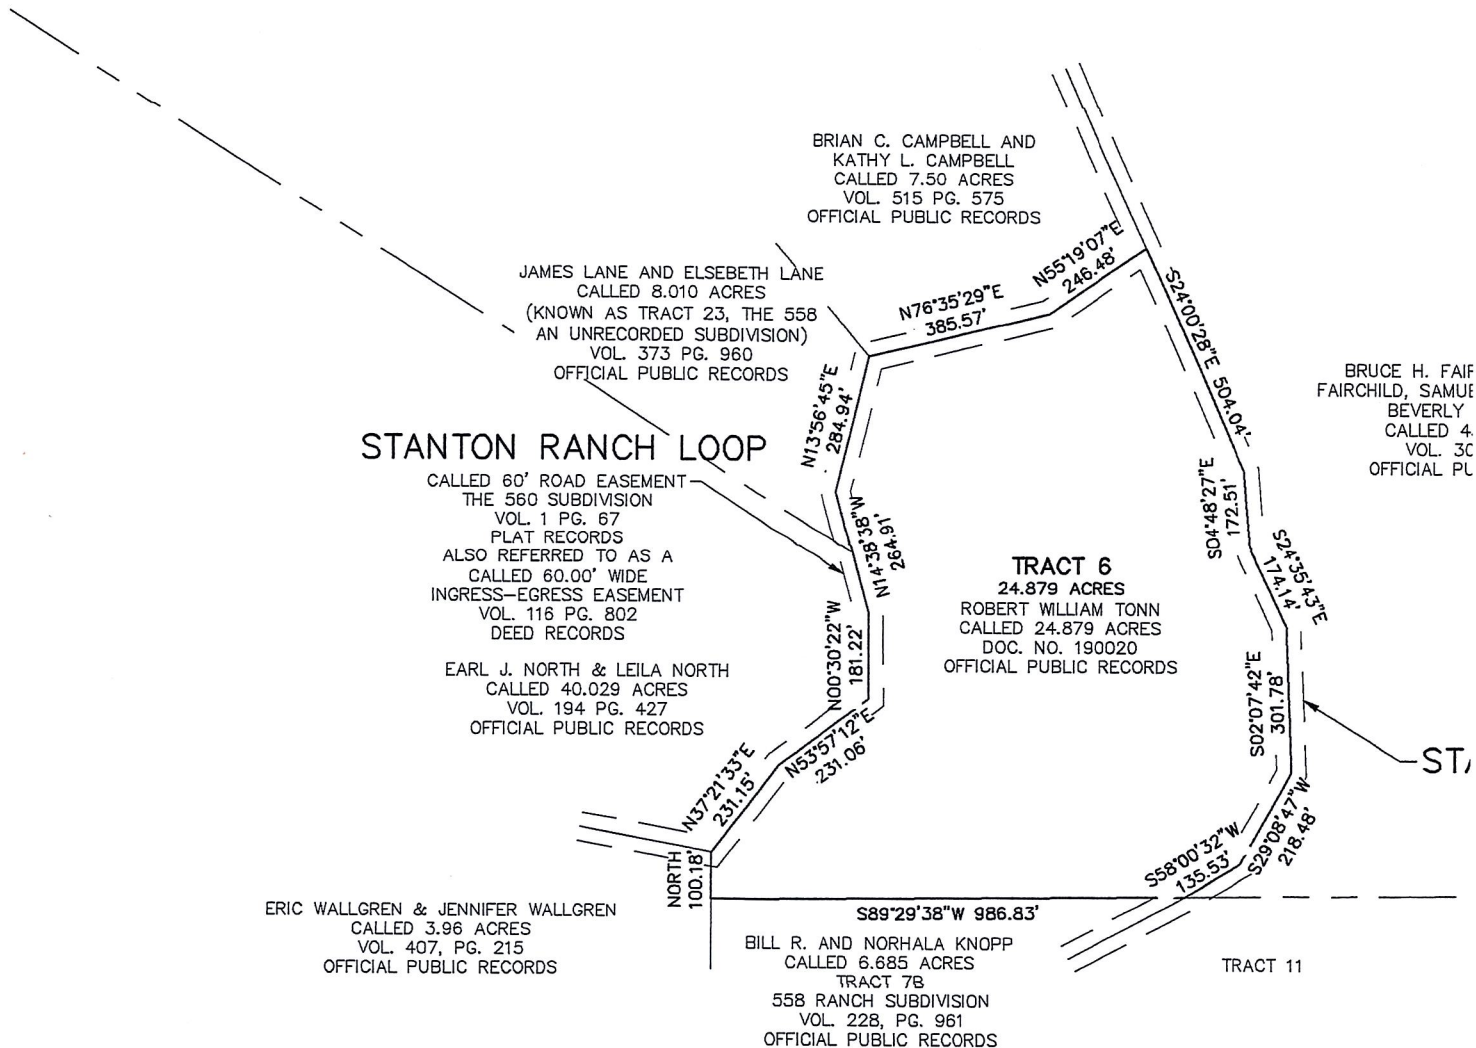 BRIAN C. CAMPBELL AND
KATHY L. CAMPBELL
CALLED 7.50 ACRES
VOL. 515 PG. 575
OFFICIAL PUBLIC RECORDS
JAMES LANE AND ELSEBETH LANE
CALLED 8.010 ACRES
(KNOWN AS TRACT 23, THE 558
AN UNRECORDED SUBDIVISION)
VOL. 373 PG. 960
OFFICIAL PUBLIC RECORDS
N76°35'29"E
385.57'
N55°19'07"E
246.48'
S24°00'28"E 504.04'
BRUCE H. FAIR
FAIRCHILD, SAMUE
BEVERLY
CALLED 4.
VOL. 30
OFFICIAL PU
N13°56'45"E
284.94'
STANTON RANCH LOOP
CALLED 60' ROAD EASEMENT
THE 560 SUBDIVISION
VOL. 1 PG. 67
PLAT RECORDS
ALSO REFERRED TO AS A
CALLED 60.00' WIDE
INGRESS-EGRESS EASEMENT
VOL. 116 PG. 802
DEED RECORDS
N14°38'38"W
264.91'
S04°48'27"E
172.51'
S24°35'43"E
174.14'
TRACT 6
24.879 ACRES
ROBERT WILLIAM TONN
CALLED 24.879 ACRES
DOC. NO. 190020
OFFICIAL PUBLIC RECORDS
N00°30'22"W
181.22'
EARL J. NORTH & LEILA NORTH
CALLED 40.029 ACRES
VOL. 194 PG. 427
OFFICIAL PUBLIC RECORDS
S02°07'42"E
301.78'
N53°57'12"E
231.06'
STA
N37°21'33"E
231.15'
S29°08'47"W
218.48'
S58°00'32"W
135.53'
NORTH
100.18'
S89°29'38"W 986.83'
ERIC WALLGREN & JENNIFER WALLGREN
CALLED 3.96 ACRES
VOL. 407, PG. 215
OFFICIAL PUBLIC RECORDS
BILL R. AND NORHALA KNOPP
CALLED 6.685 ACRES
TRACT 7B
558 RANCH SUBDIVISION
VOL. 228, PG. 961
OFFICIAL PUBLIC RECORDS
TRACT 11